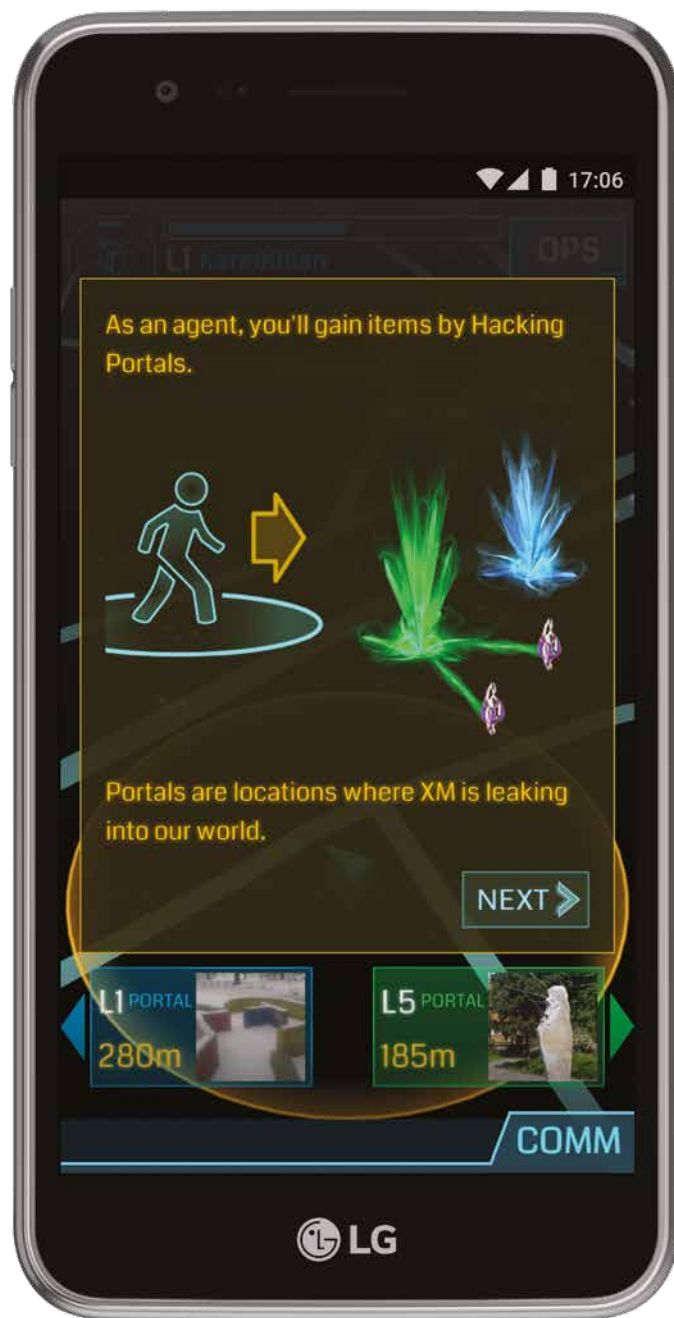 17:06
L1
OPS
As an agent, you'll gain items by Hacking
Portals.
Portals are locations where XM is leaking
into our world.
NEXT
L1 PORTAL
280m
L5 PORTAL
185m
COMM
LG